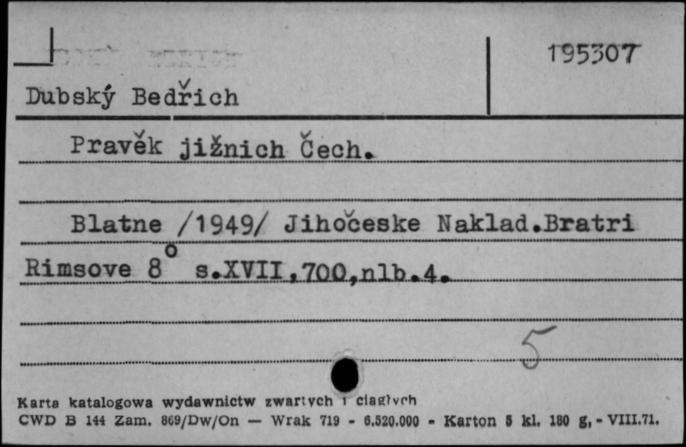 195307
Dubský Bedřich
Pravěk jižnich Čech.
Blatne /1949/ Jihočeske Naklad.Bratri
Rimsove 8° s.XVII,700,nlb.4.
5
Karta katalogowa wydawnictw zwartych i ciągłych
CWD B 144 Zam. 869/Dw/On — Wrak 719 - 6.520.000 - Karton 5 kl. 180 g, - VIII.71.